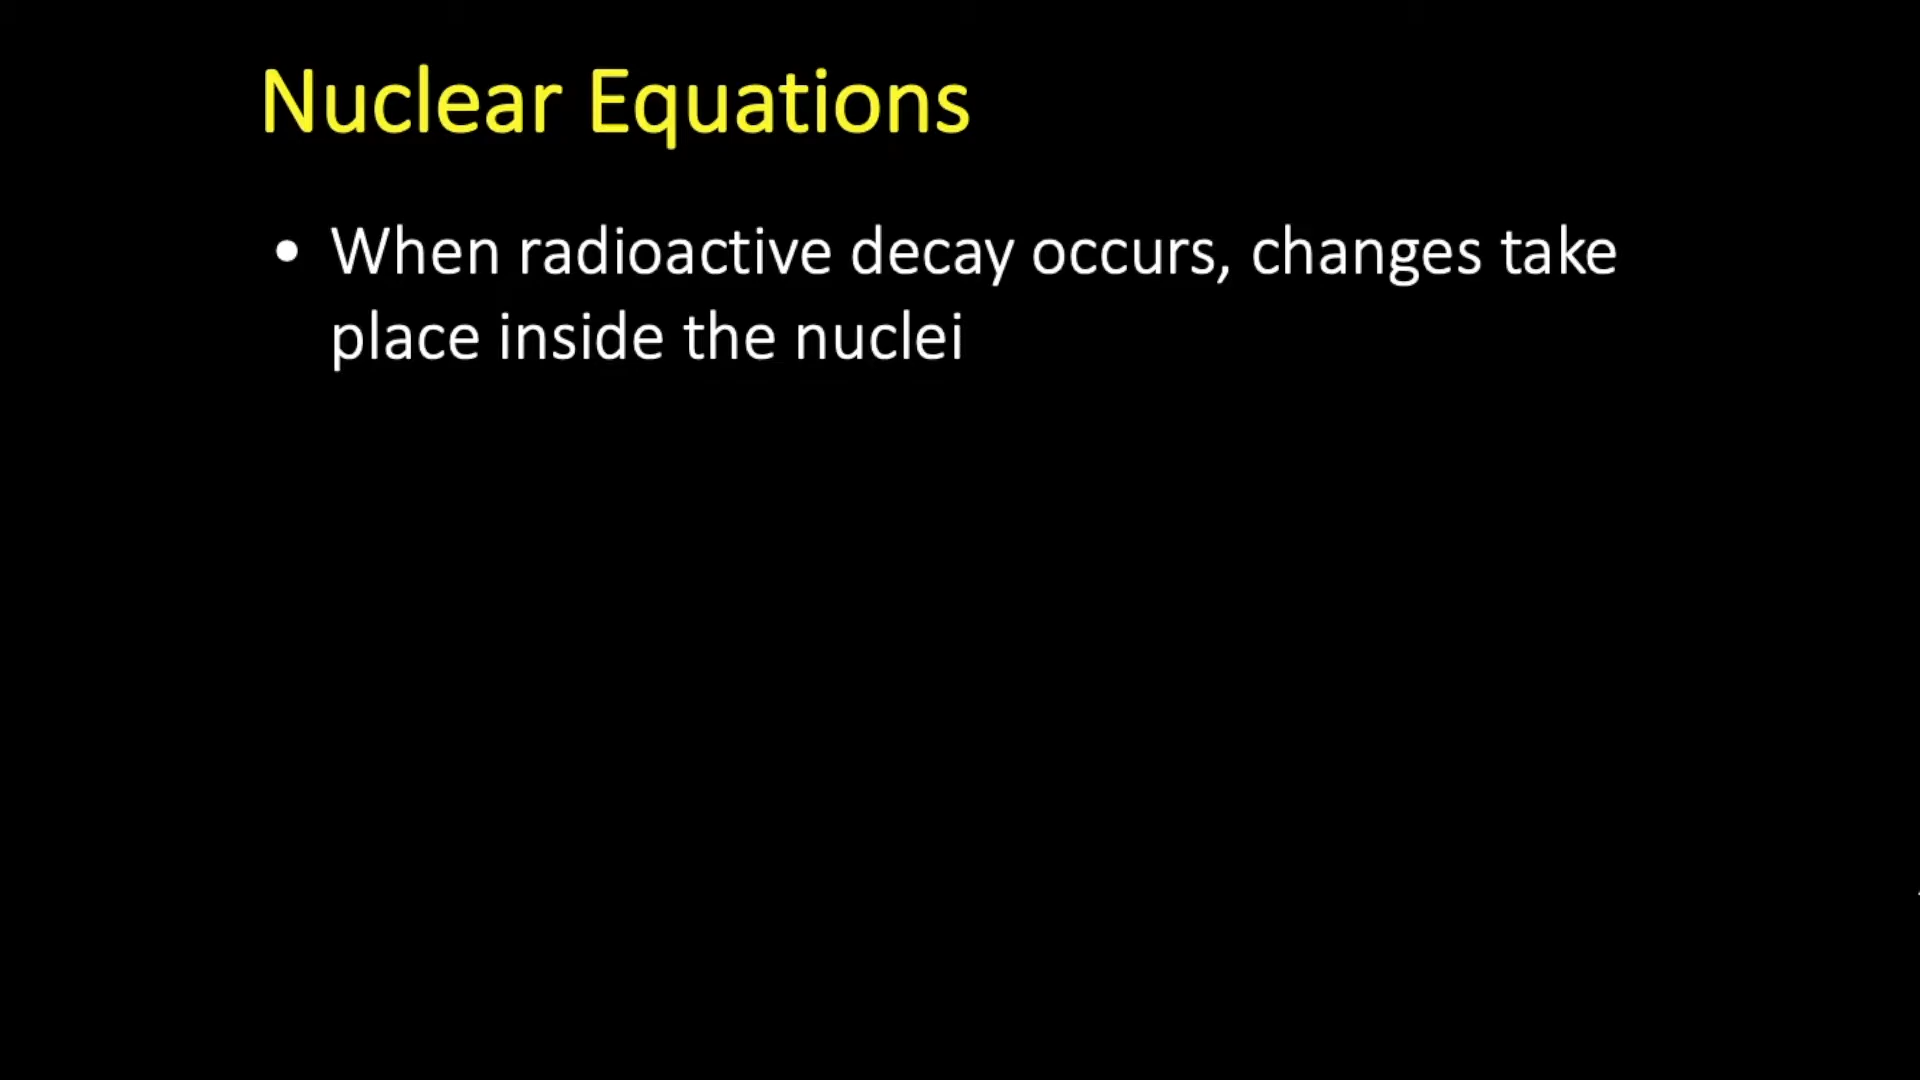 Nuclear Equations
• When radioactive decay occurs, changes take
place inside the nuclei